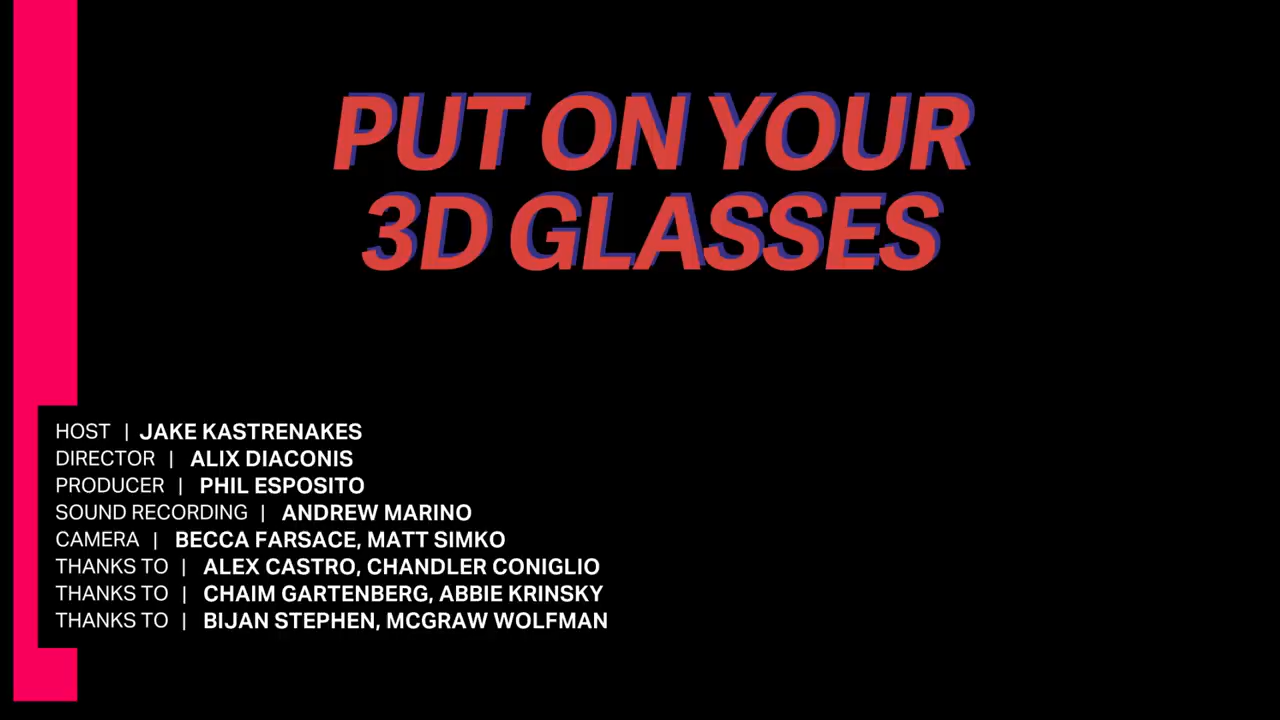 PUT ON YOUR
3D GLASSES
HOST | JAKE KASTRENAKES
DIRECTOR | ALIX DIACONIS
PRODUCER | PHIL ESPOSITO
SOUND RECORDING | ANDREW MARINO
CAMERA | BECCA FARSACE, MATT SIMKO
THANKS TO | ALEX CASTRO, CHANDLER CONIGLIO
THANKS TO | CHAIM GARTENBERG, ABBIE KRINSKY
THANKS TO | BIJAN STEPHEN, MCGRAW WOLFMAN